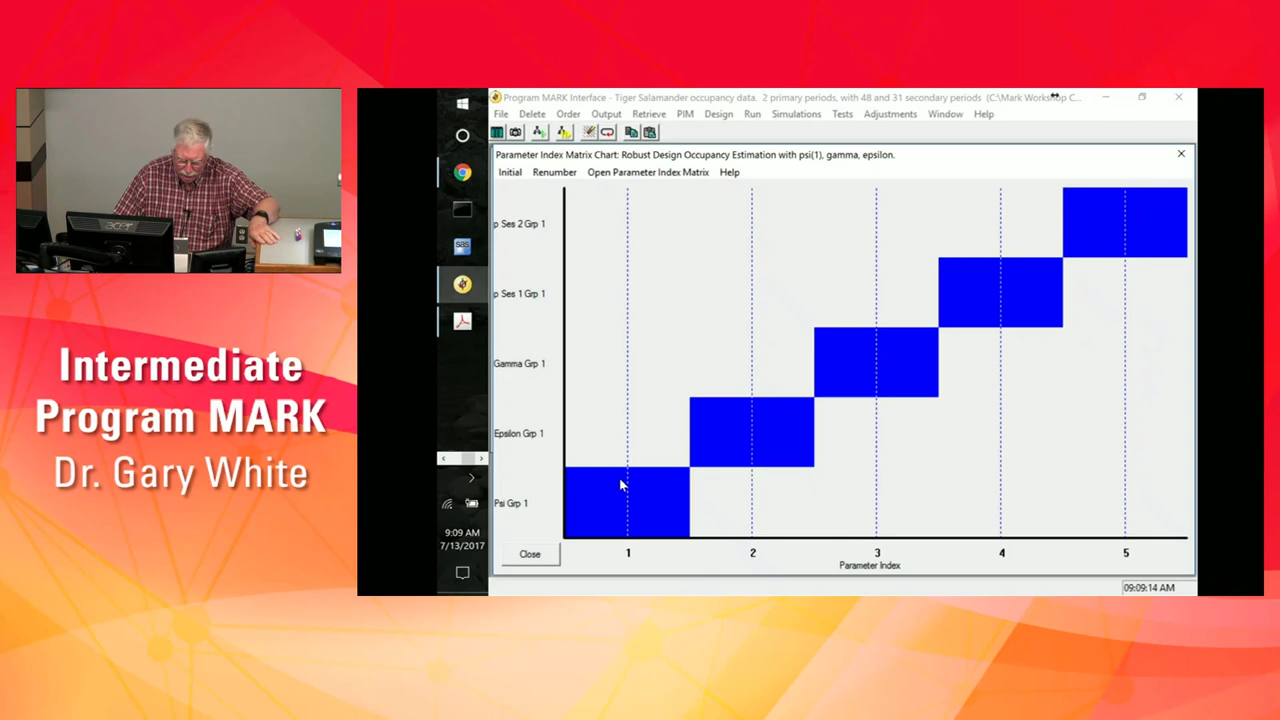 acer
Intermediate
Program MARK
Dr. Gary White
Program MARK Interface - Tiger Salamander occupancy data. 2 primary periods, with 48 and 31 secondary periods (C:\Mark Workshop C...
File Delete Order Output Retrieve PIM Design Run Simulations Tests Adjustments Window Help
Parameter Index Matrix Chart: Robust Design Occupancy Estimation with psi(1), gamma, epsilon.
Initial Renumber Open Parameter Index Matrix Help
p Ses 2 Grp 1
p Ses 1 Grp 1
Gamma Grp 1
Epsilon Grp 1
Psi Grp 1
Close
1 2 3 4 5
Parameter Index
09:09:14 AM
sas
9:09 AM
7/13/2017